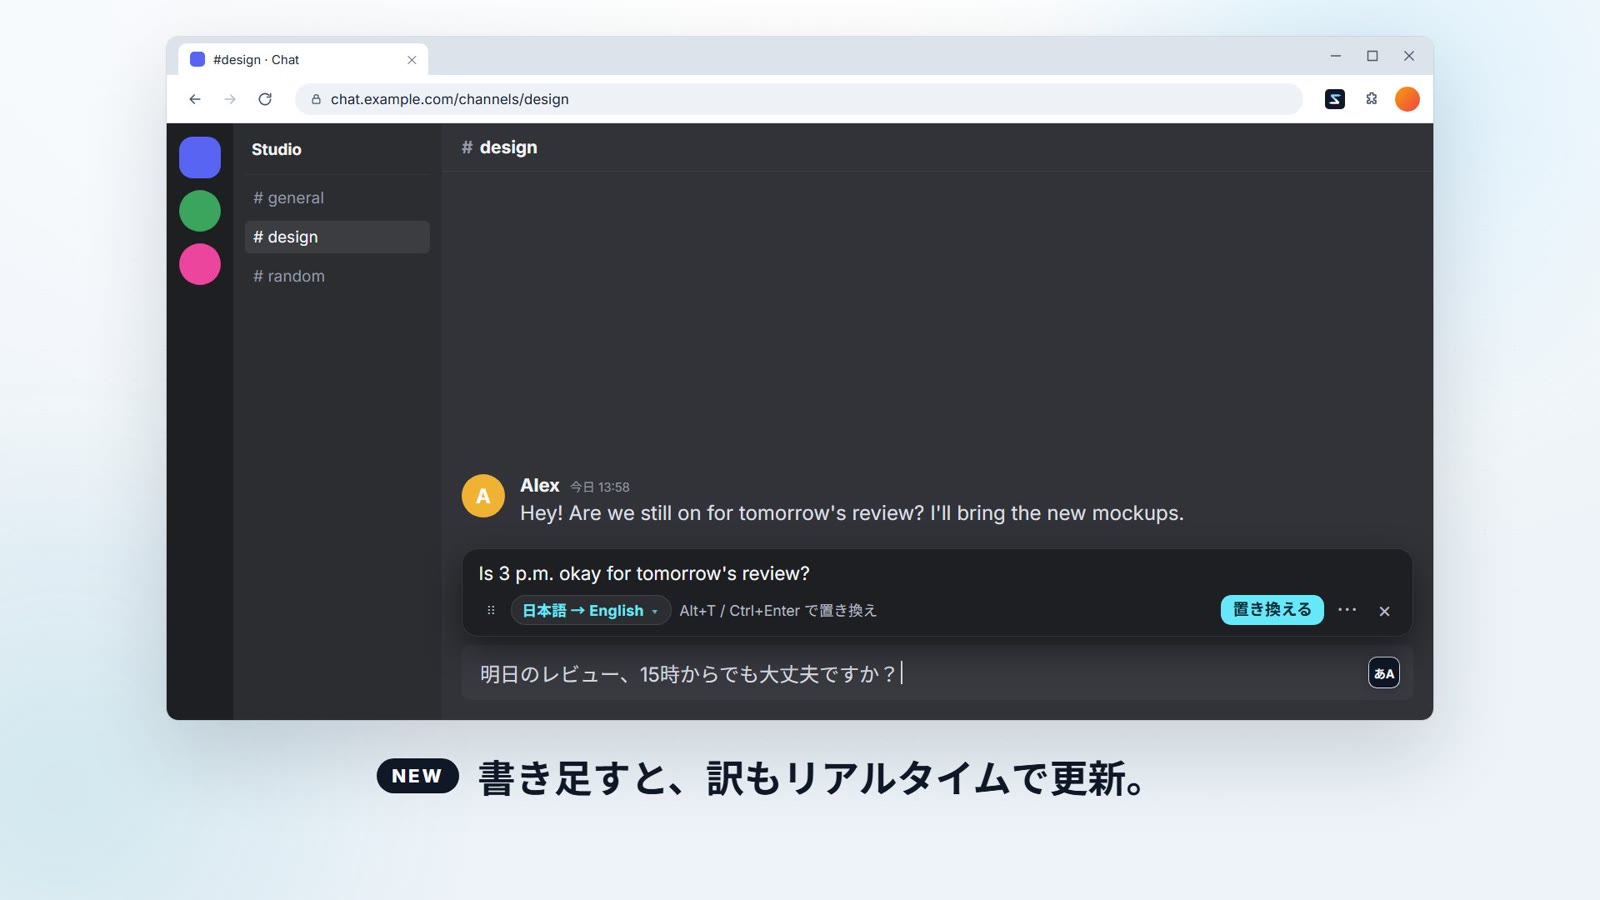 #design · Chat
chat.example.com/channels/design
Studio
# general
# design
# random
# design
A
Alex 今日 13:58
Hey! Are we still on for tomorrow's review? I'll bring the new mockups.
Is 3 p.m. okay for tomorrow's review?
日本語 → English Alt+T / Ctrl+Enter で置き換え 置き換える
明日のレビュー、15時からでも大丈夫ですか？ あA
NEW 書き足すと、訳もリアルタイムで更新。